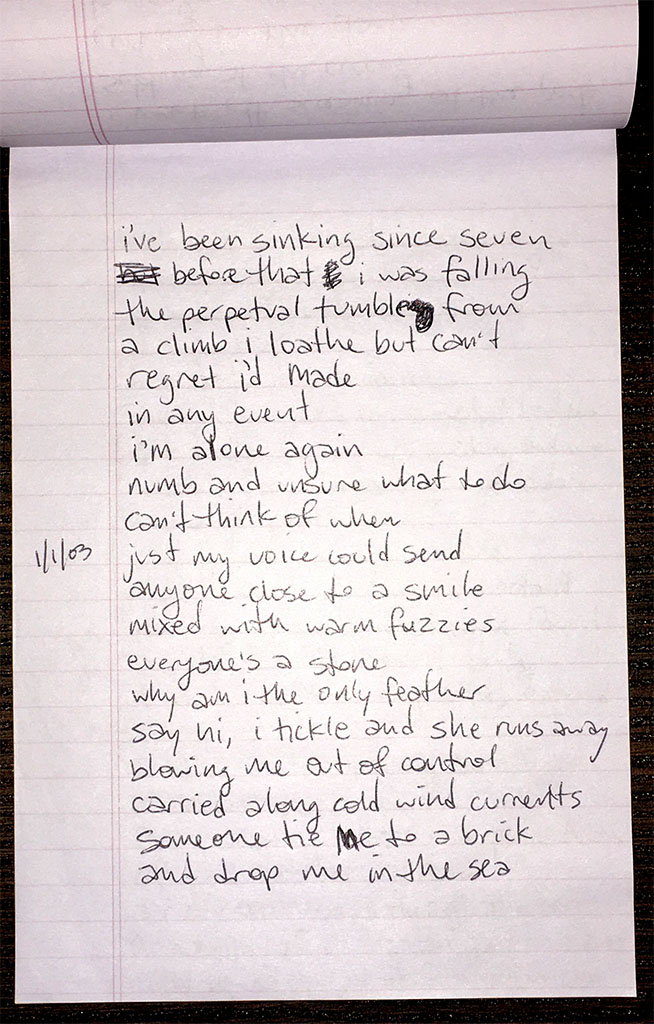 i've been sinking since seven
before that i was falling
the perpetual tumble from
a climb i loathe but can't
regret i'd made
in any event
i'm alone again
numb and unsure what to do
can't think of when
1/1/03 just my voice could send
anyone close to a smile
mixed with warm fuzzies
everyone's a stone
why am i the only feather
say hi, i tickle and she runs away
blowing me out of control
carried along cold wind currents
someone tie me to a brick
and drop me in the sea